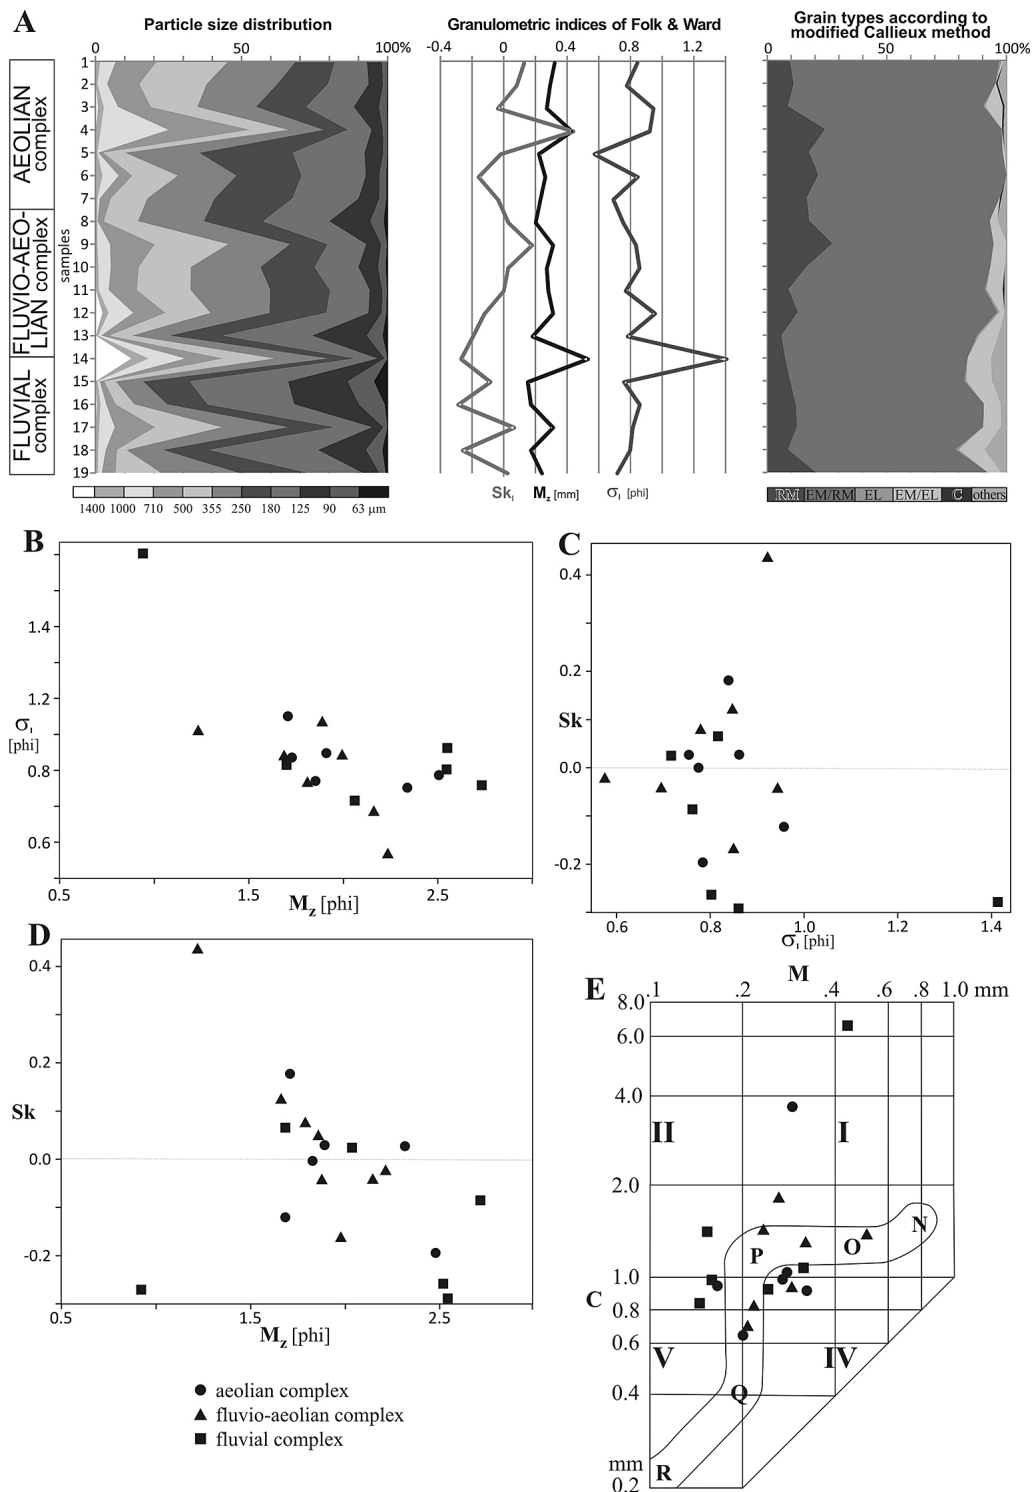 A
Particle size distribution
Granulometric indices of Folk & Ward
Grain types according to
modified Callieux method
0 50 100%
-0.4 0 0.4 0.8 1.2
0 100%
AEOLIAN
complex
FLUVIO-AEO-
LIAN complex
FLUVIAL
complex
samples
1
2
3
4
5
6
7
8
9
10
11
12
13
14
15
16
17
18
19
1400 1000 710 500 355 250 180 125 90 63 µm
SkI Mz [mm] σI [phi]
RM EM/RM EL EM/EL C others
B
1.4
1.2
σI
[phi]
0.8
0.6
0.5 1.5 2.5
Mz [phi]
C
0.4
0.2
Sk
0.0
-0.2
0.6 0.8 1.0 1.2 1.4
σI [phi]
D
0.4
0.2
Sk
0.0
-0.2
0.5 1.5 2.5
Mz [phi]
aeolian complex
fluvio-aeolian complex
fluvial complex
E
M
.1 .2 .4 .6 .8 1.0 mm
8.0
6.0
4.0
II I
2.0
N
P O
1.0
C
0.8
0.6
V IV
0.4
Q
mm
R
0.2